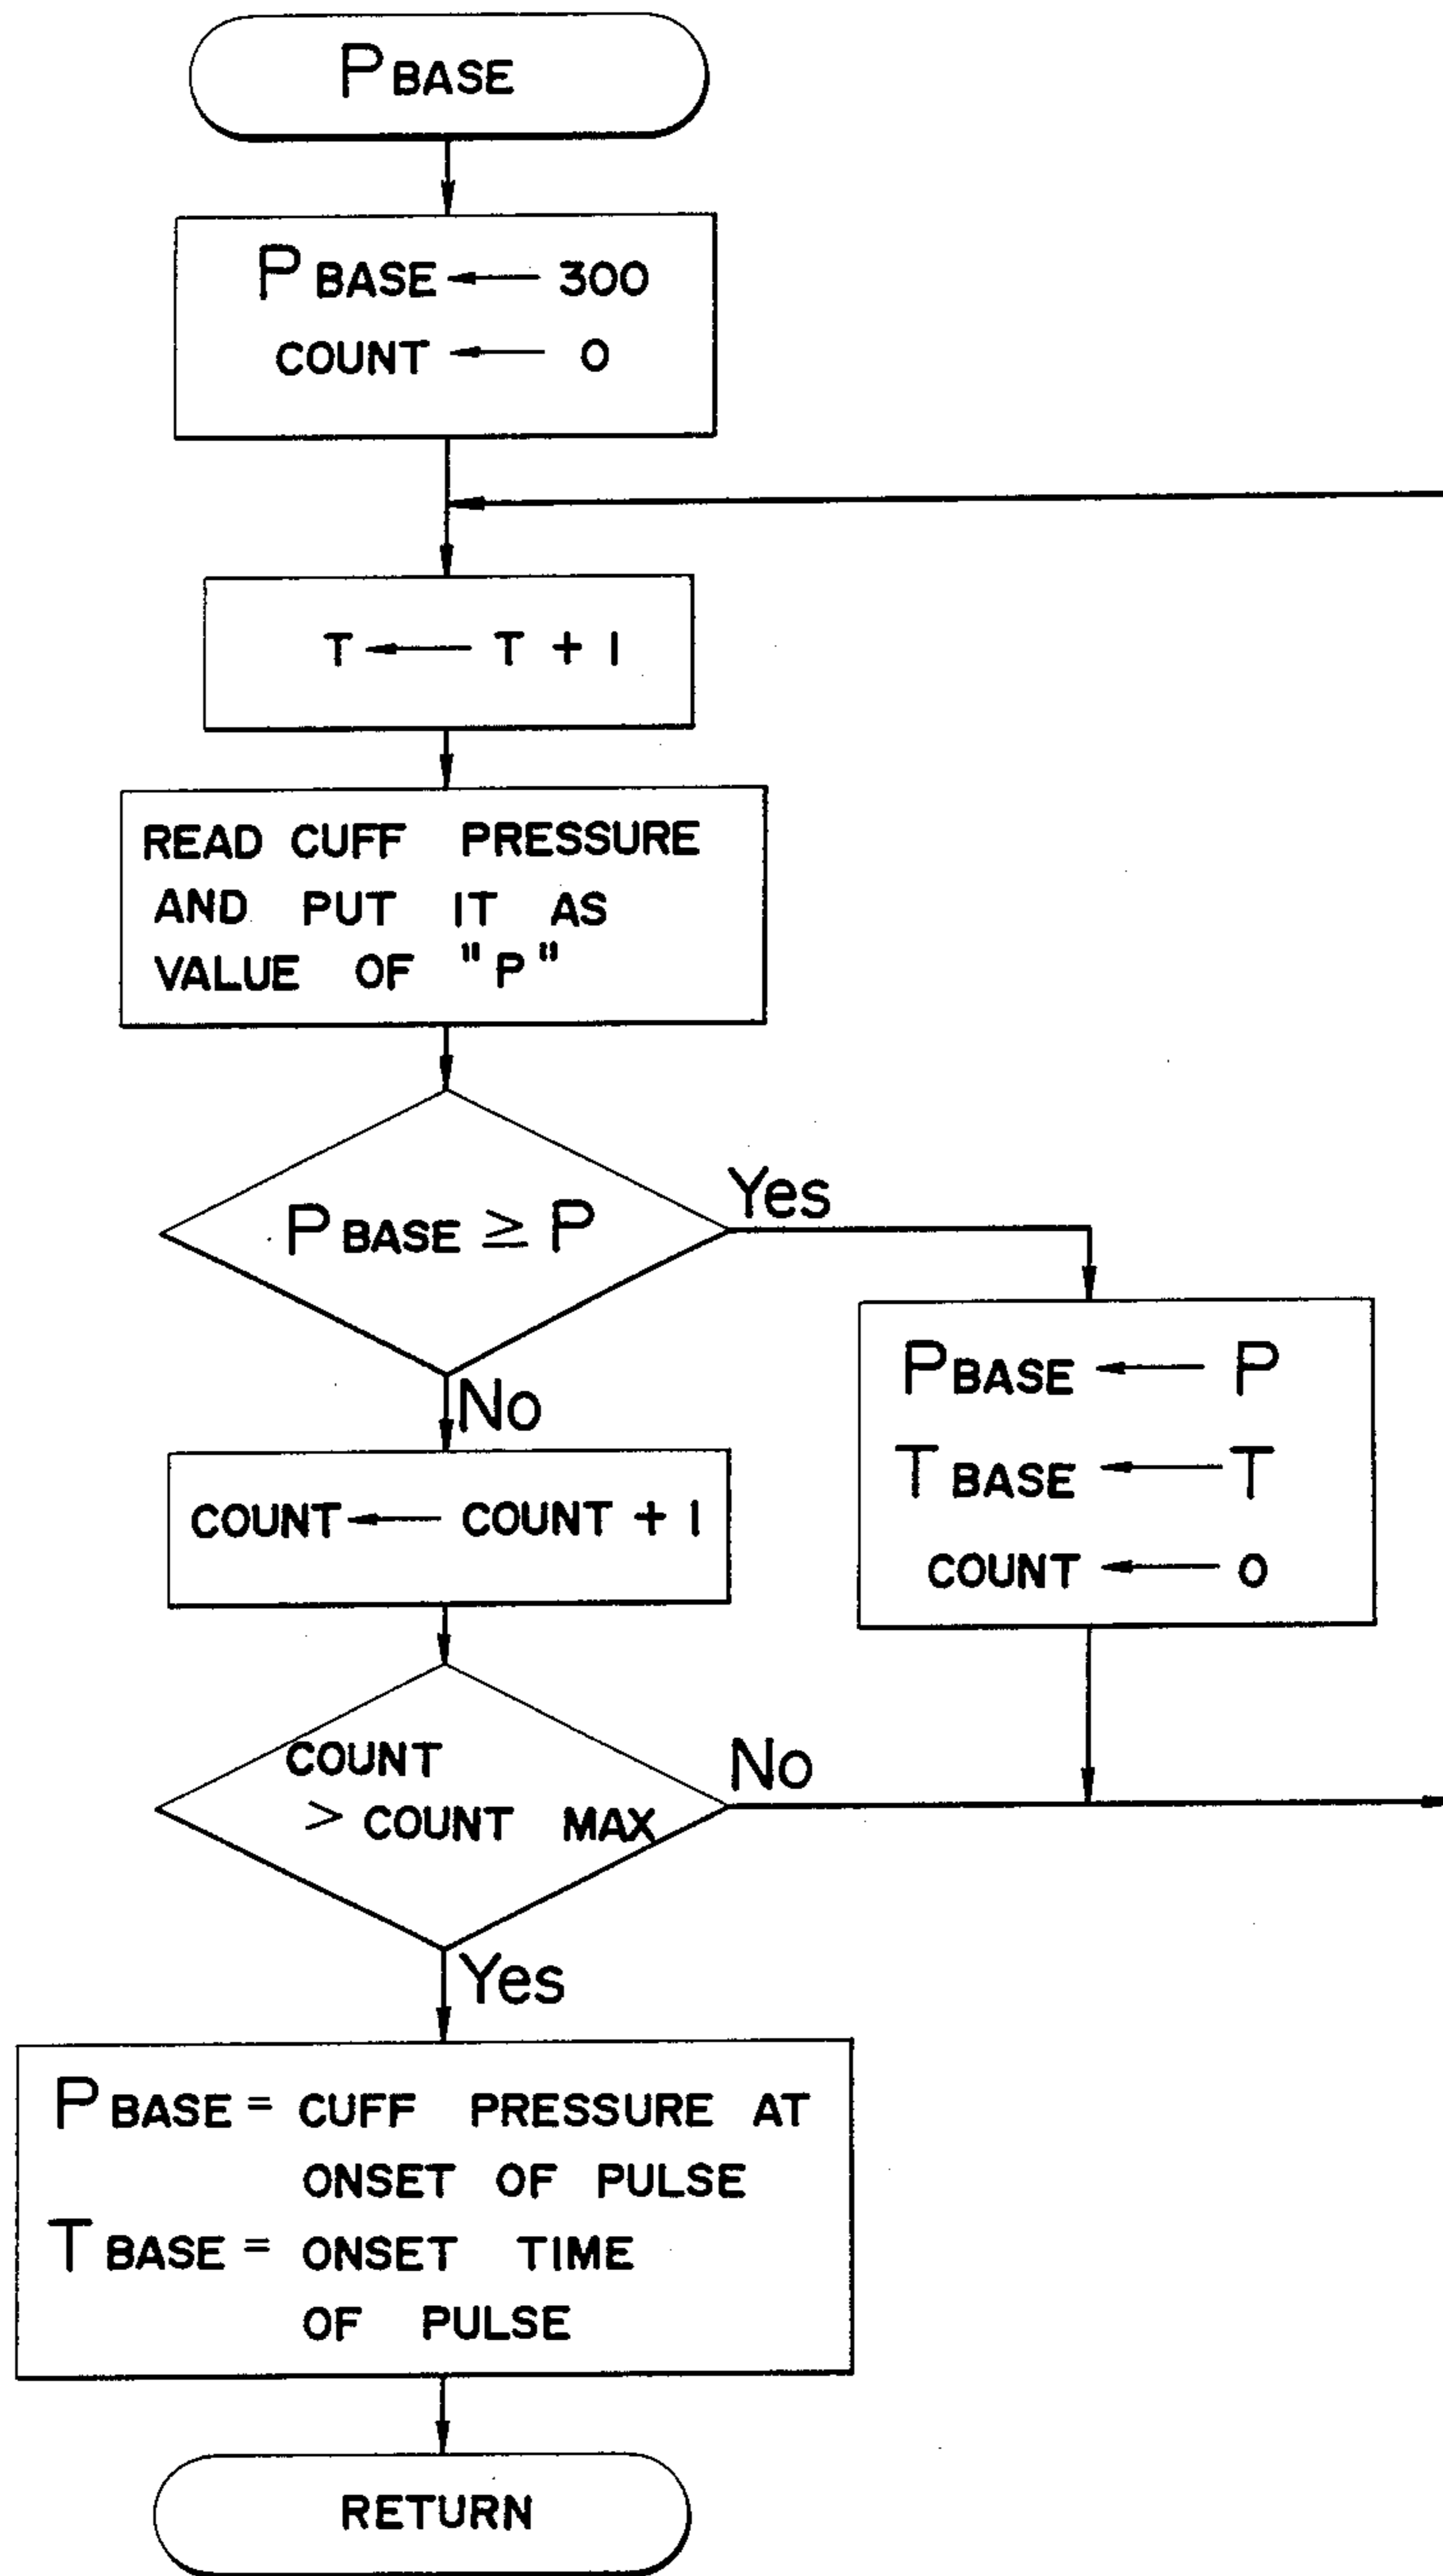 PBASE
PBASE ← 300
COUNT ← 0
T ← T + 1
READ CUFF PRESSURE
AND PUT IT AS
VALUE OF "P"
PBASE ≥ P
Yes
No
PBASE ← P
TBASE ← T
COUNT ← 0
COUNT ← COUNT + 1
COUNT
> COUNT MAX
No
Yes
PBASE = CUFF PRESSURE AT
ONSET OF PULSE
TBASE = ONSET TIME
OF PULSE
RETURN